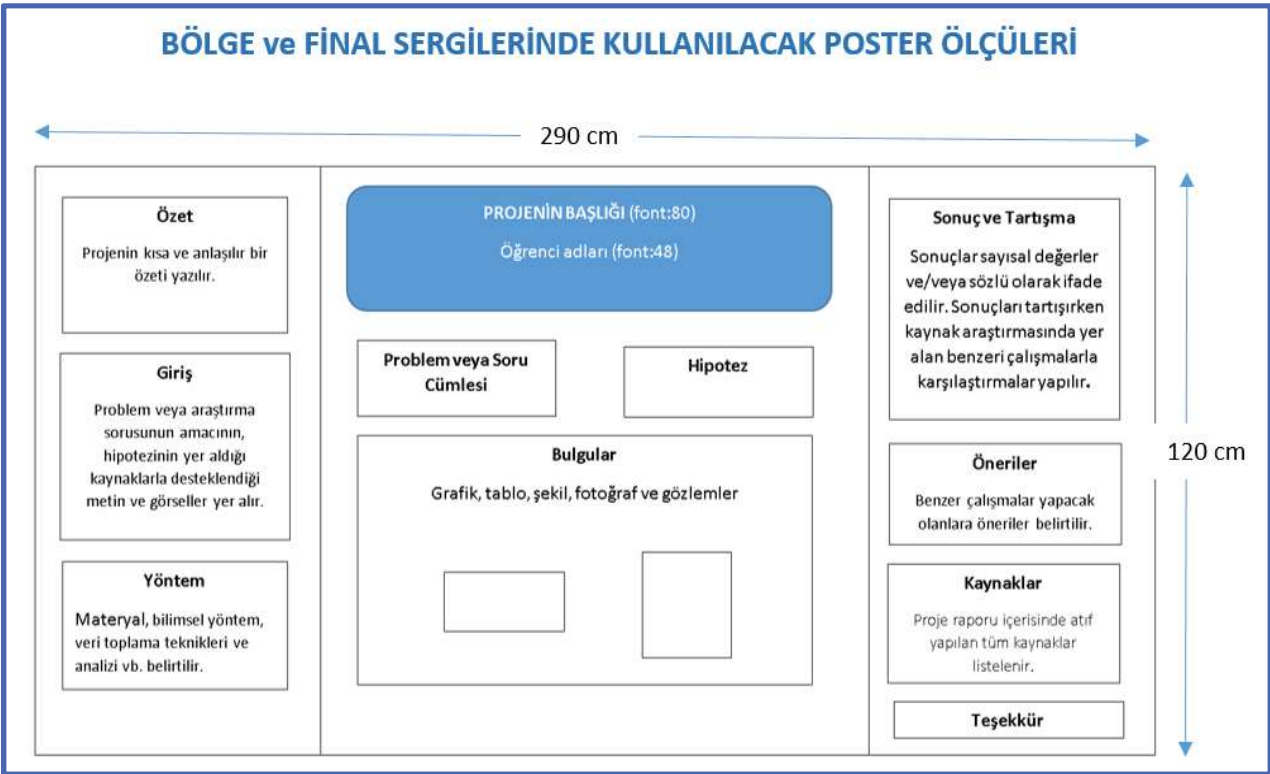 BÖLGE ve FİNAL SERGİLERİNDE KULLANILACAK POSTER ÖLÇÜLERİ
290 cm
Özet
Projenin kısa ve anlaşılır bir
özeti yazılır.
Giriş
Problem veya araştırma
sorusunun amacının,
hipotezinin yer aldığı
kaynaklarla desteklendiği
metin ve görseller yer alır.
Yöntem
Materyal, bilimsel yöntem,
veri toplama teknikleri ve
analizi vb. belirtilir.
PROJENİN BAŞLIĞI (font:80)
Öğrenci adları (font:48)
Problem veya Soru
Cümlesi
Hipotez
Bulgular
Grafik, tablo, şekil, fotoğraf ve gözlemler
Sonuç ve Tartışma
Sonuçlar sayısal değerler
ve/veya sözlü olarak ifade
edilir. Sonuçları tartışırken
kaynak araştırmasında yer
alan benzeri çalışmalarla
karşılaştırmalar yapılır.
Öneriler
Benzer çalışmalar yapacak
olanlara öneriler belirtilir.
Kaynaklar
Proje raporu içerisinde atıf
yapılan tüm kaynaklar
listelenir.
Teşekkür
120 cm